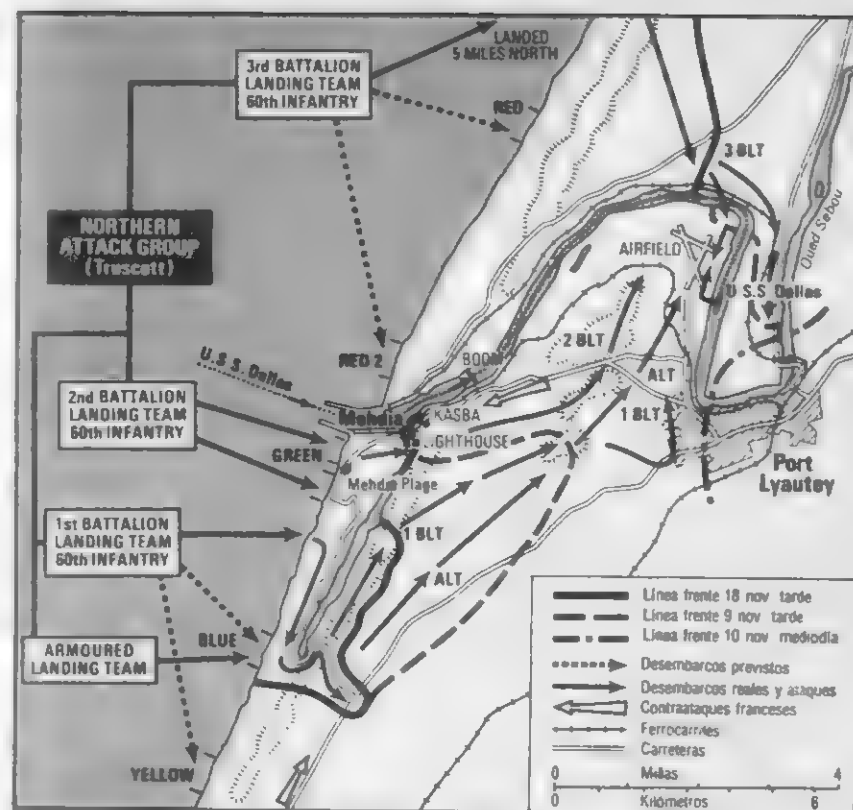 LANDED
5 MILES NORTH
3rd BATTALION
LANDING TEAM
60th INFANTRY
RED
3 BLT
NORTHERN
ATTACK GROUP
(Truscott)
Oued Sebou
AIRFIELD
U.S.S. Dallas
2 BLT
RED 2
BOOM
U.S.S. Dallas
ALT
2nd BATTALION
LANDING TEAM
60th INFANTRY
Mehdia
KASBA
LIGHTHOUSE
1 BLT
GREEN
Mehdia Plage
Port
Lyautey
1st BATTALION
LANDING TEAM
60th INFANTRY
1 BLT
ALT
ARMOURED
LANDING TEAM
BLUE
YELLOW
Línea frente 18 nov tarde
Línea frente 9 nov tarde
Línea frente 10 nov mediodía
Desembarcos previstos
Desembarcos reales y ataques
Contraataques franceses
Ferrocarriles
Carreteras
0 Millas 4
0 Kilómetros 6